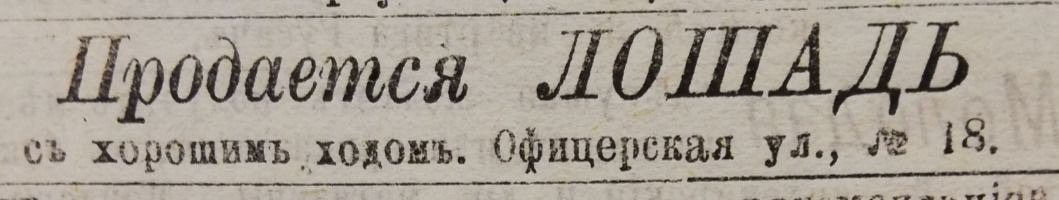 Продается ЛОШАДЬ
съ хорошимъ ходомъ. Офицерская ул., № 18.